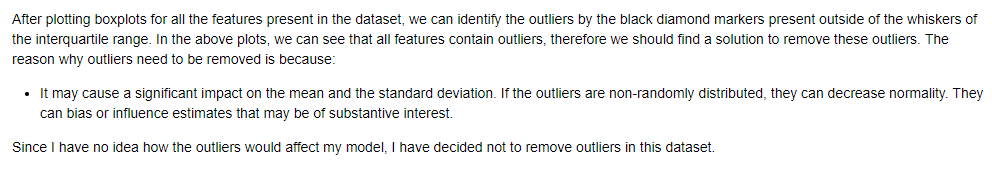 After plotting boxplots for all the features present in the dataset, we can identify the outliers by the black diamond markers present outside of the whiskers of
the interquartile range. In the above plots, we can see that all features contain outliers, therefore we should find a solution to remove these outliers. The
reason why outliers need to be removed is because:
• It may cause a significant impact on the mean and the standard deviation. If the outliers are non-randomly distributed, they can decrease normality. They
can bias or influence estimates that may be of substantive interest.
Since I have no idea how the outliers would affect my model, I have decided not to remove outliers in this dataset.